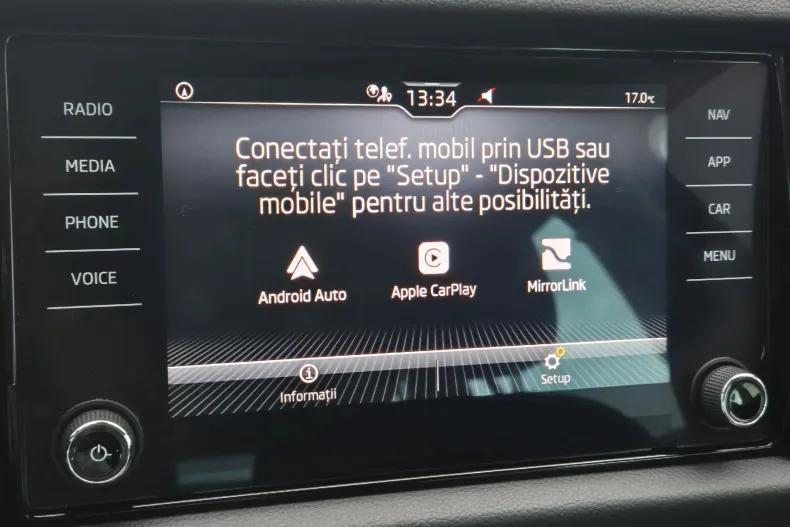 13:34
17.0°C
RADIO
MEDIA
PHONE
VOICE
Conectați telef. mobil prin USB sau
faceți clic pe "Setup" - "Dispozitive
mobile" pentru alte posibilități.
Android Auto
Apple CarPlay
MirrorLink
Informații
Setup
NAV
APP
CAR
MENU